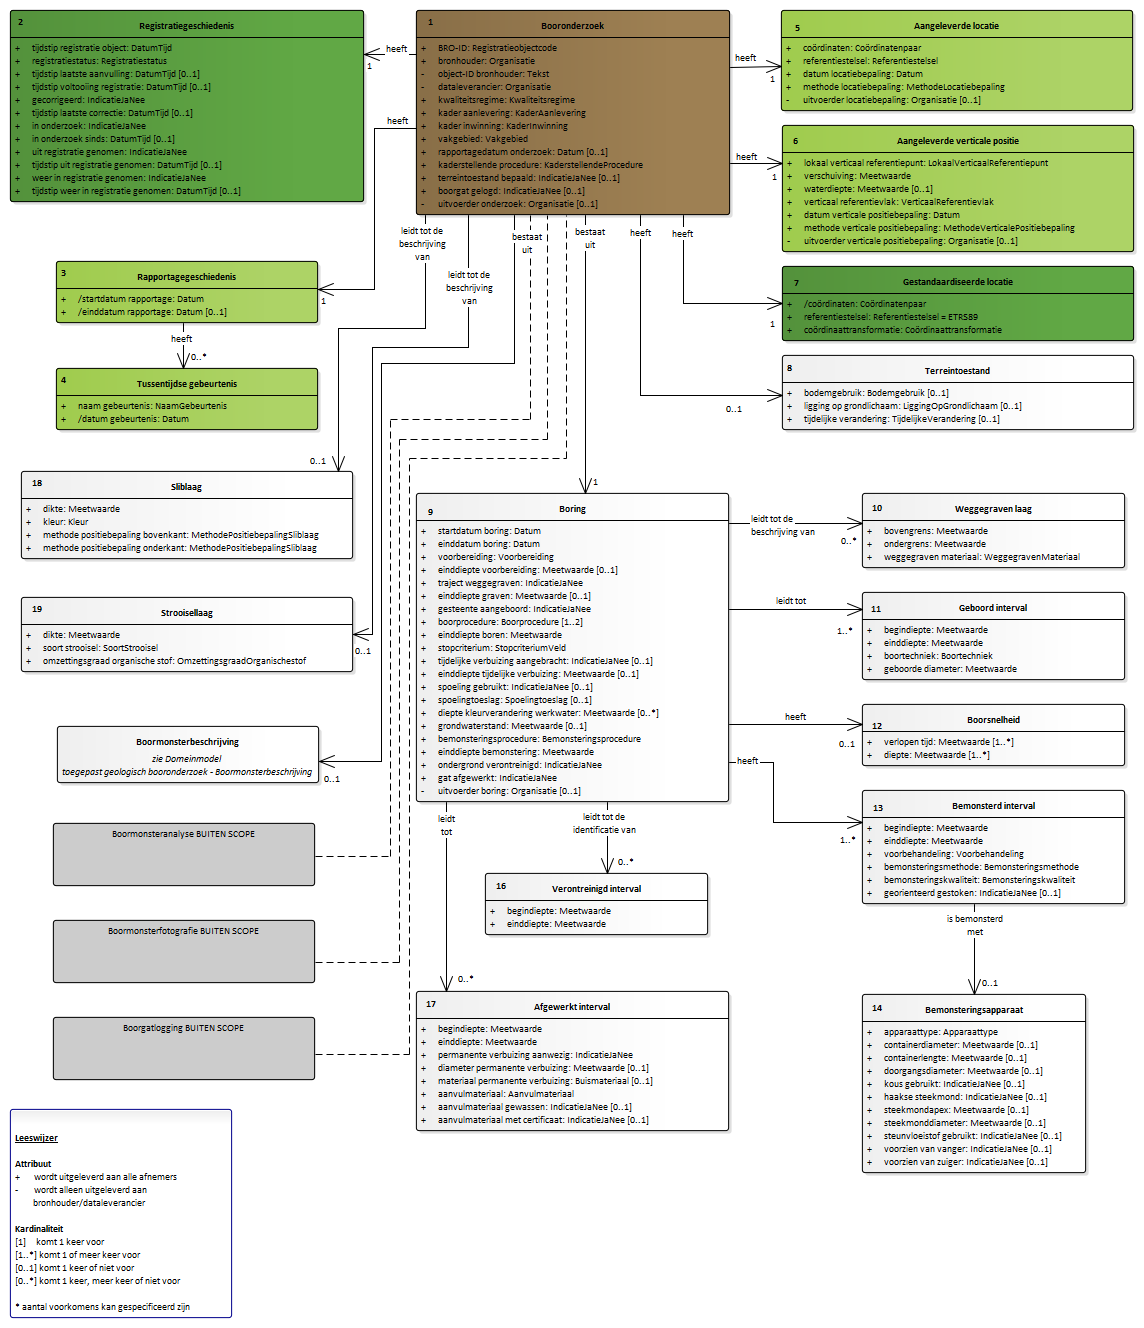 2 Registratiegeschiedenis
+ tijdstip registratie object: DatumTijd
+ registratiestatus: Registratiestatus
+ tijdstip laatste aanvulling: DatumTijd [0..1]
+ tijdstip voltooiing registratie: DatumTijd [0..1]
+ gecorrigeerd: IndicatieJaNee
+ tijdstip laatste correctie: DatumTijd [0..1]
+ in onderzoek: IndicatieJaNee
+ in onderzoek sinds: DatumTijd [0..1]
+ uit registratie genomen: IndicatieJaNee
+ tijdstip uit registratie genomen: DatumTijd [0..1]
+ weer in registratie genomen: IndicatieJaNee
+ tijdstip weer in registratie genomen: DatumTijd [0..1]
heeft
1
1 Booronderzoek
+ BRO-ID: Registratieobjectcode
+ bronhouder: Organisatie
- object-ID bronhouder: Tekst
- dataleverancier: Organisatie
+ kwaliteitsregime: Kwaliteitsregime
+ kader aanlevering: KaderAanlevering
+ kader inwinning: KaderInwinning
+ vakgebied: Vakgebied
+ rapportagedatum onderzoek: Datum [0..1]
+ kaderstellende procedure: KaderstellendeProcedure
+ terreintoestand bepaald: IndicatieJaNee [0..1]
+ boorgat gelogd: IndicatieJaNee [0..1]
- uitvoerder onderzoek: Organisatie [0..1]
heeft
1
5 Aangeleverde locatie
+ coördinaten: Coördinatenpaar
+ referentiestelsel: Referentiestelsel
+ datum locatiebepaling: Datum
+ methode locatiebepaling: MethodeLocatiebepaling
- uitvoerder locatiebepaling: Organisatie [0..1]
heeft
1
6 Aangeleverde verticale positie
+ lokaal verticaal referentiepunt: LokaalVerticaalReferentiepunt
+ verschuiving: Meetwaarde
+ waterdiepte: Meetwaarde [0..1]
+ verticaal referentievlak: VerticaalReferentievlak
+ datum verticale positiebepaling: Datum
+ methode verticale positiebepaling: MethodeVerticalePositiebepaling
- uitvoerder verticale positiebepaling: Organisatie [0..1]
heeft
1
3 Rapportagegeschiedenis
+ /startdatum rapportage: Datum
+ /einddatum rapportage: Datum [0..1]
heeft
0..*
4 Tussentijdse gebeurtenis
+ naam gebeurtenis: NaamGebeurtenis
+ /datum gebeurtenis: Datum
leidt tot de
beschrijving
van
leidt tot de
beschrijving
van
bestaat
uit
bestaat
uit
heeft
heeft
1
7 Gestandaardiseerde locatie
+ /coördinaten: Coördinatenpaar
+ referentiestelsel: Referentiestelsel = ETRS89
+ coördinaattransformatie: Coördinaattransformatie
0..1
8 Terreintoestand
+ bodemgebruik: Bodemgebruik [0..1]
+ ligging op grondlichaam: LiggingOpGrondlichaam [0..1]
+ tijdelijke verandering: TijdelijkeVerandering [0..1]
0..1
18 Sliblaag
+ dikte: Meetwaarde
+ kleur: Kleur
+ methode positiebepaling bovenkant: MethodePositiebepalingSliblaag
+ methode positiebepaling onderkant: MethodePositiebepalingSliblaag
19 Strooisellaag
+ dikte: Meetwaarde
+ soort strooisel: SoortStrooisel
+ omzettingsgraad organische stof: OmzettingsgraadOrganischestof
0..1
Boormonsterbeschrijving
zie Domeinmodel
toegepast geologisch booronderzoek - Boormonsterbeschrijving
0..1
Boormonsteranalyse BUITEN SCOPE
Boormonsterfotografie BUITEN SCOPE
Boorgatlogging BUITEN SCOPE
1
9 Boring
+ startdatum boring: Datum
+ einddatum boring: Datum
+ voorbereiding: Voorbereiding
+ einddiepte voorbereiding: Meetwaarde [0..1]
+ traject weggegraven: IndicatieJaNee
+ einddiepte graven: Meetwaarde [0..1]
+ gesteente aangeboord: IndicatieJaNee
+ boorprocedure: Boorprocedure [1..2]
+ einddiepte boren: Meetwaarde
+ stopcriterium: StopcriteriumVeld
+ tijdelijke verbuizing aangebracht: IndicatieJaNee [0..1]
+ einddiepte tijdelijke verbuizing: Meetwaarde [0..1]
+ spoeling gebruikt: IndicatieJaNee [0..1]
+ spoelingtoeslag: Spoelingtoeslag [0..1]
+ diepte kleurverandering werkwater: Meetwaarde [0..*]
+ grondwaterstand: Meetwaarde [0..1]
+ bemonsteringsprocedure: Bemonsteringsprocedure
+ einddiepte bemonstering: Meetwaarde
+ ondergrond verontreinigd: IndicatieJaNee [0..1]
+ gat afgewerkt: IndicatieJaNee
- uitvoerder boring: Organisatie [0..1]
leidt tot de
beschrijving van
0..*
10 Weggegraven laag
+ bovengrens: Meetwaarde
+ ondergrens: Meetwaarde
+ weggegraven materiaal: WeggegravenMateriaal
leidt tot
1..*
11 Geboord interval
+ begindiepte: Meetwaarde
+ einddiepte: Meetwaarde
+ boortechniek: Boortechniek
+ geboorde diameter: Meetwaarde
heeft
0..1
12 Boorsnelheid
+ verlopen tijd: Meetwaarde [1..*]
+ diepte: Meetwaarde [1..*]
heeft
1..*
13 Bemonsterd interval
+ begindiepte: Meetwaarde
+ einddiepte: Meetwaarde
+ voorbehandeling: Voorbehandeling
+ bemonsteringsmethode: Bemonsteringsmethode
+ bemonsteringskwaliteit: Bemonsteringskwaliteit
+ georienteerd gestoken: IndicatieJaNee [0..1]
is bemonsterd
met
0..1
14 Bemonsteringsapparaat
+ apparaattype: Apparaattype
+ containerdiameter: Meetwaarde [0..1]
+ containerlengte: Meetwaarde [0..1]
+ doorgangsdiameter: Meetwaarde [0..1]
+ kous gebruikt: IndicatieJaNee [0..1]
+ haakse steekmond: IndicatieJaNee [0..1]
+ steekmondapex: Meetwaarde [0..1]
+ steekmonddiameter: Meetwaarde [0..1]
+ steunvloeistof gebruikt: IndicatieJaNee [0..1]
+ voorzien van vanger: IndicatieJaNee [0..1]
+ voorzien van zuiger: IndicatieJaNee [0..1]
leidt
tot
leidt tot de
identificatie van
0..*
16 Verontreinigd interval
+ begindiepte: Meetwaarde
+ einddiepte: Meetwaarde
0..*
17 Afgewerkt interval
+ begindiepte: Meetwaarde
+ einddiepte: Meetwaarde
+ permanente verbuizing aanwezig: IndicatieJaNee
+ diameter permanente verbuizing: Meetwaarde [0..1]
+ materiaal permanente verbuizing: Buismateriaal [0..1]
+ aanvulmateriaal: Aanvulmateriaal
+ aanvulmateriaal gewassen: IndicatieJaNee [0..1]
+ aanvulmateriaal met certificaat: IndicatieJaNee [0..1]
Leeswijzer
Attribuut
+ wordt uitgeleverd aan alle afnemers
- wordt alleen uitgeleverd aan
bronhouder/dataleverancier
Kardinaliteit
[1] komt 1 keer voor
[1..*] komt 1 of meer keer voor
[0..1] komt 1 keer of niet voor
[0..*] komt 1 keer, meer keer of niet voor
* aantal voorkomens kan gespecificeerd zijn